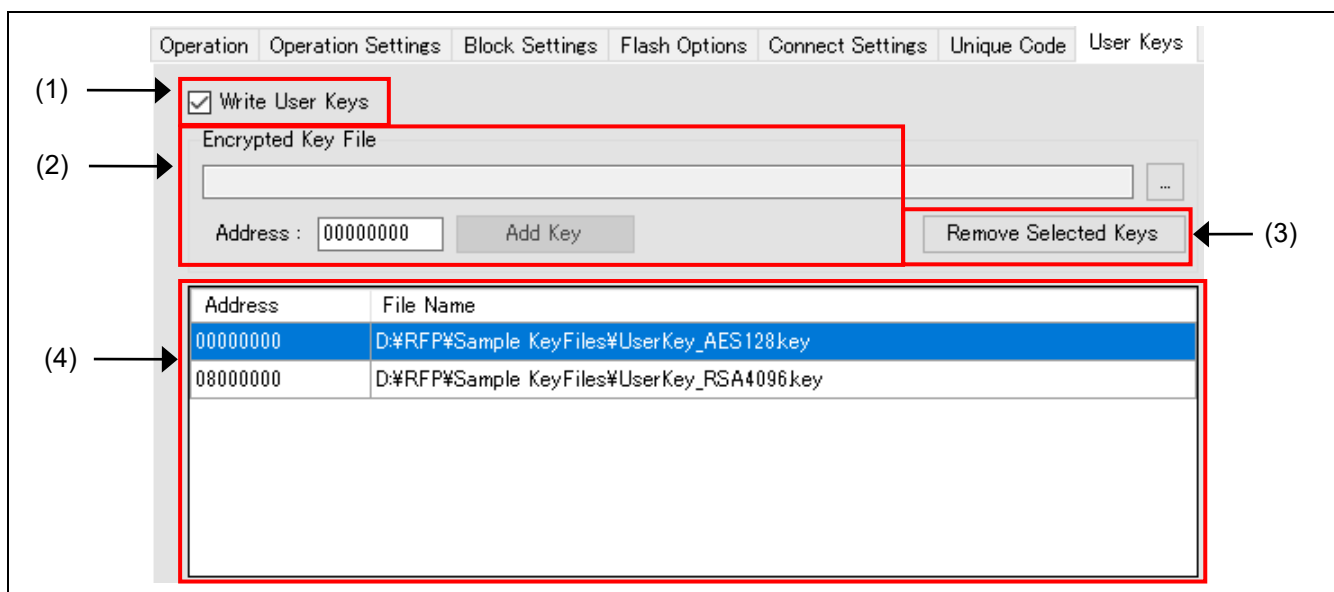 Operation Operation Settings Block Settings Flash Options Connect Settings Unique Code User Keys
(1) Write User Keys
Encrypted Key File
(2) ...
Address : 00000000 Add Key Remove Selected Keys (3)
Address File Name
00000000 D:¥RFP¥Sample KeyFiles¥UserKey_AES128.key
(4)
08000000 D:¥RFP¥Sample KeyFiles¥UserKey_RSA4096.key